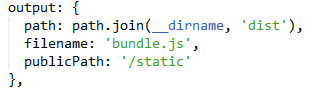 output: {
  path: path.join(__dirname, 'dist'),
  filename: 'bundle.js',
  publicPath: '/static'
},